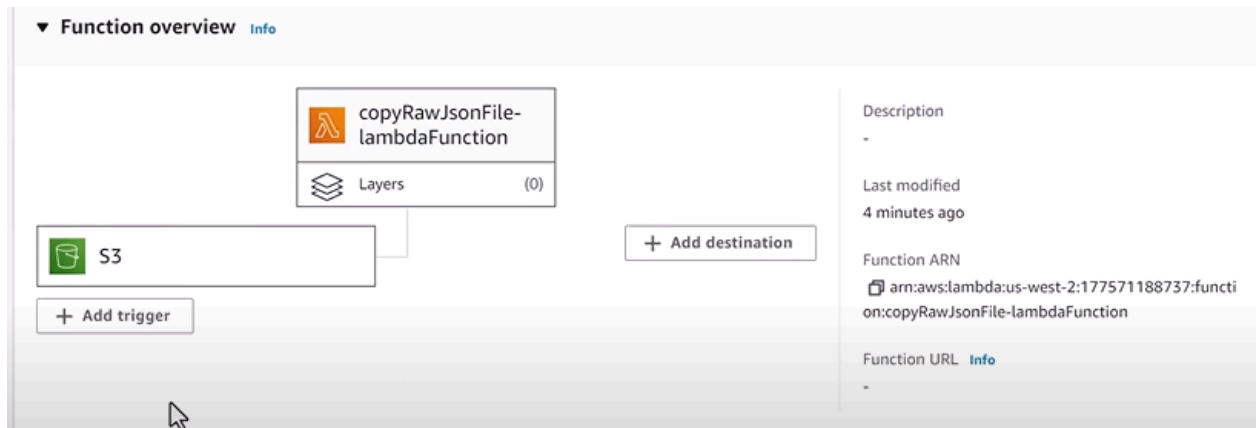 Function overview Info
copyRawJsonFile-
lambdaFunction
Layers (0)
S3
+ Add trigger
+ Add destination
Description
-
Last modified
4 minutes ago
Function ARN
arn:aws:lambda:us-west-2:177571188737:functi
on:copyRawJsonFile-lambdaFunction
Function URL Info
-